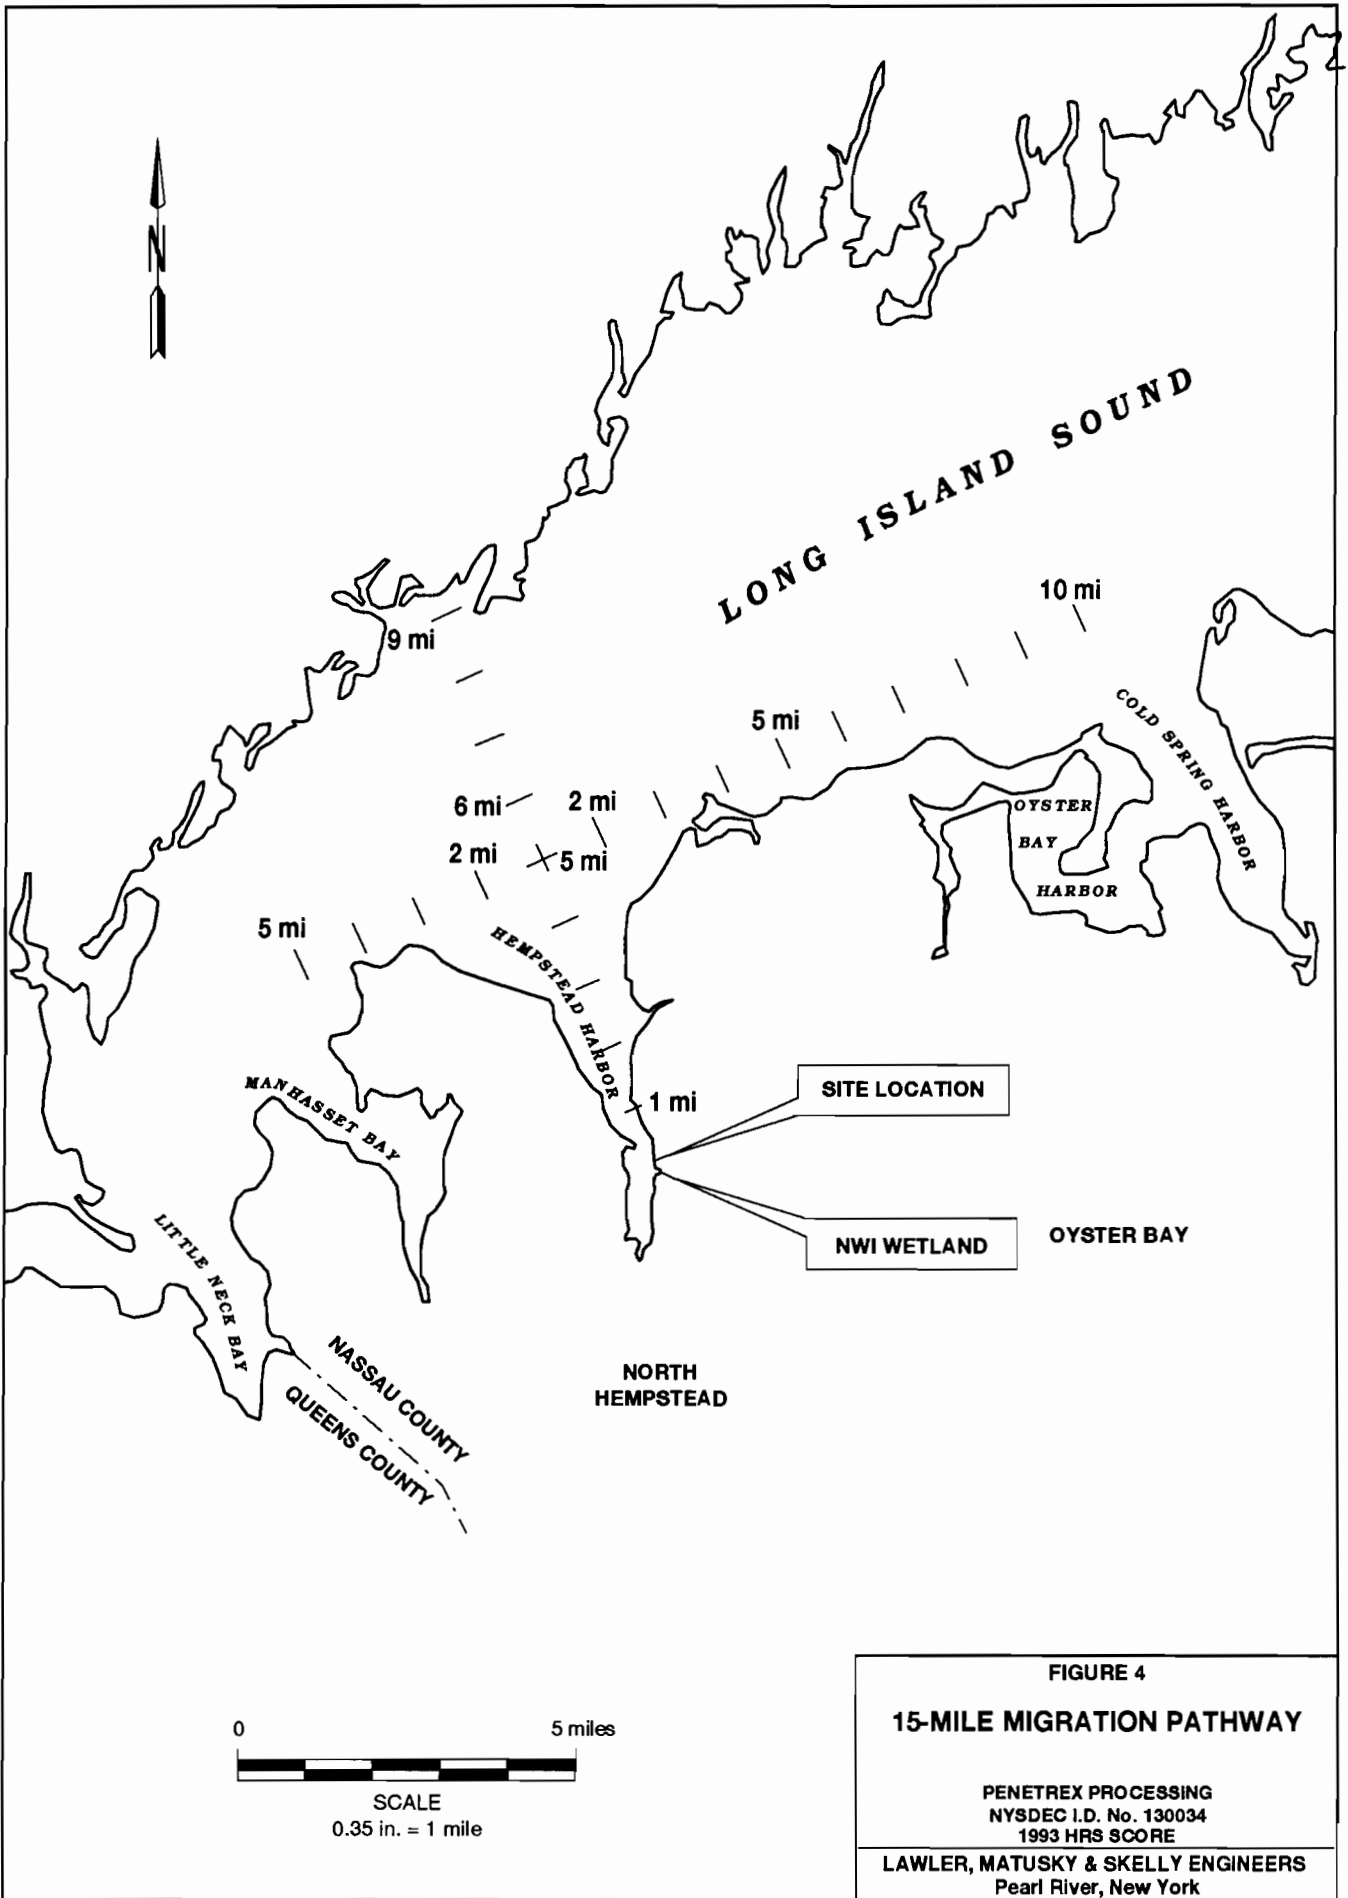 N
LONG ISLAND SOUND
10 mi
9 mi
COLD SPRING HARBOR
5 mi
6 mi
2 mi
OYSTER
BAY
HARBOR
2 mi
5 mi
5 mi
HEMPSTEAD HARBOR
MANHASSET BAY
1 mi
SITE LOCATION
LITTLE NECK BAY
NWI WETLAND
OYSTER BAY
NASSAU COUNTY
QUEENS COUNTY
NORTH
HEMPSTEAD
0 5 miles
SCALE
0.35 in. = 1 mile
FIGURE 4
15-MILE MIGRATION PATHWAY
PENETREX PROCESSING
NYSDEC I.D. No. 130034
1993 HRS SCORE
LAWLER, MATUSKY & SKELLY ENGINEERS
Pearl River, New York